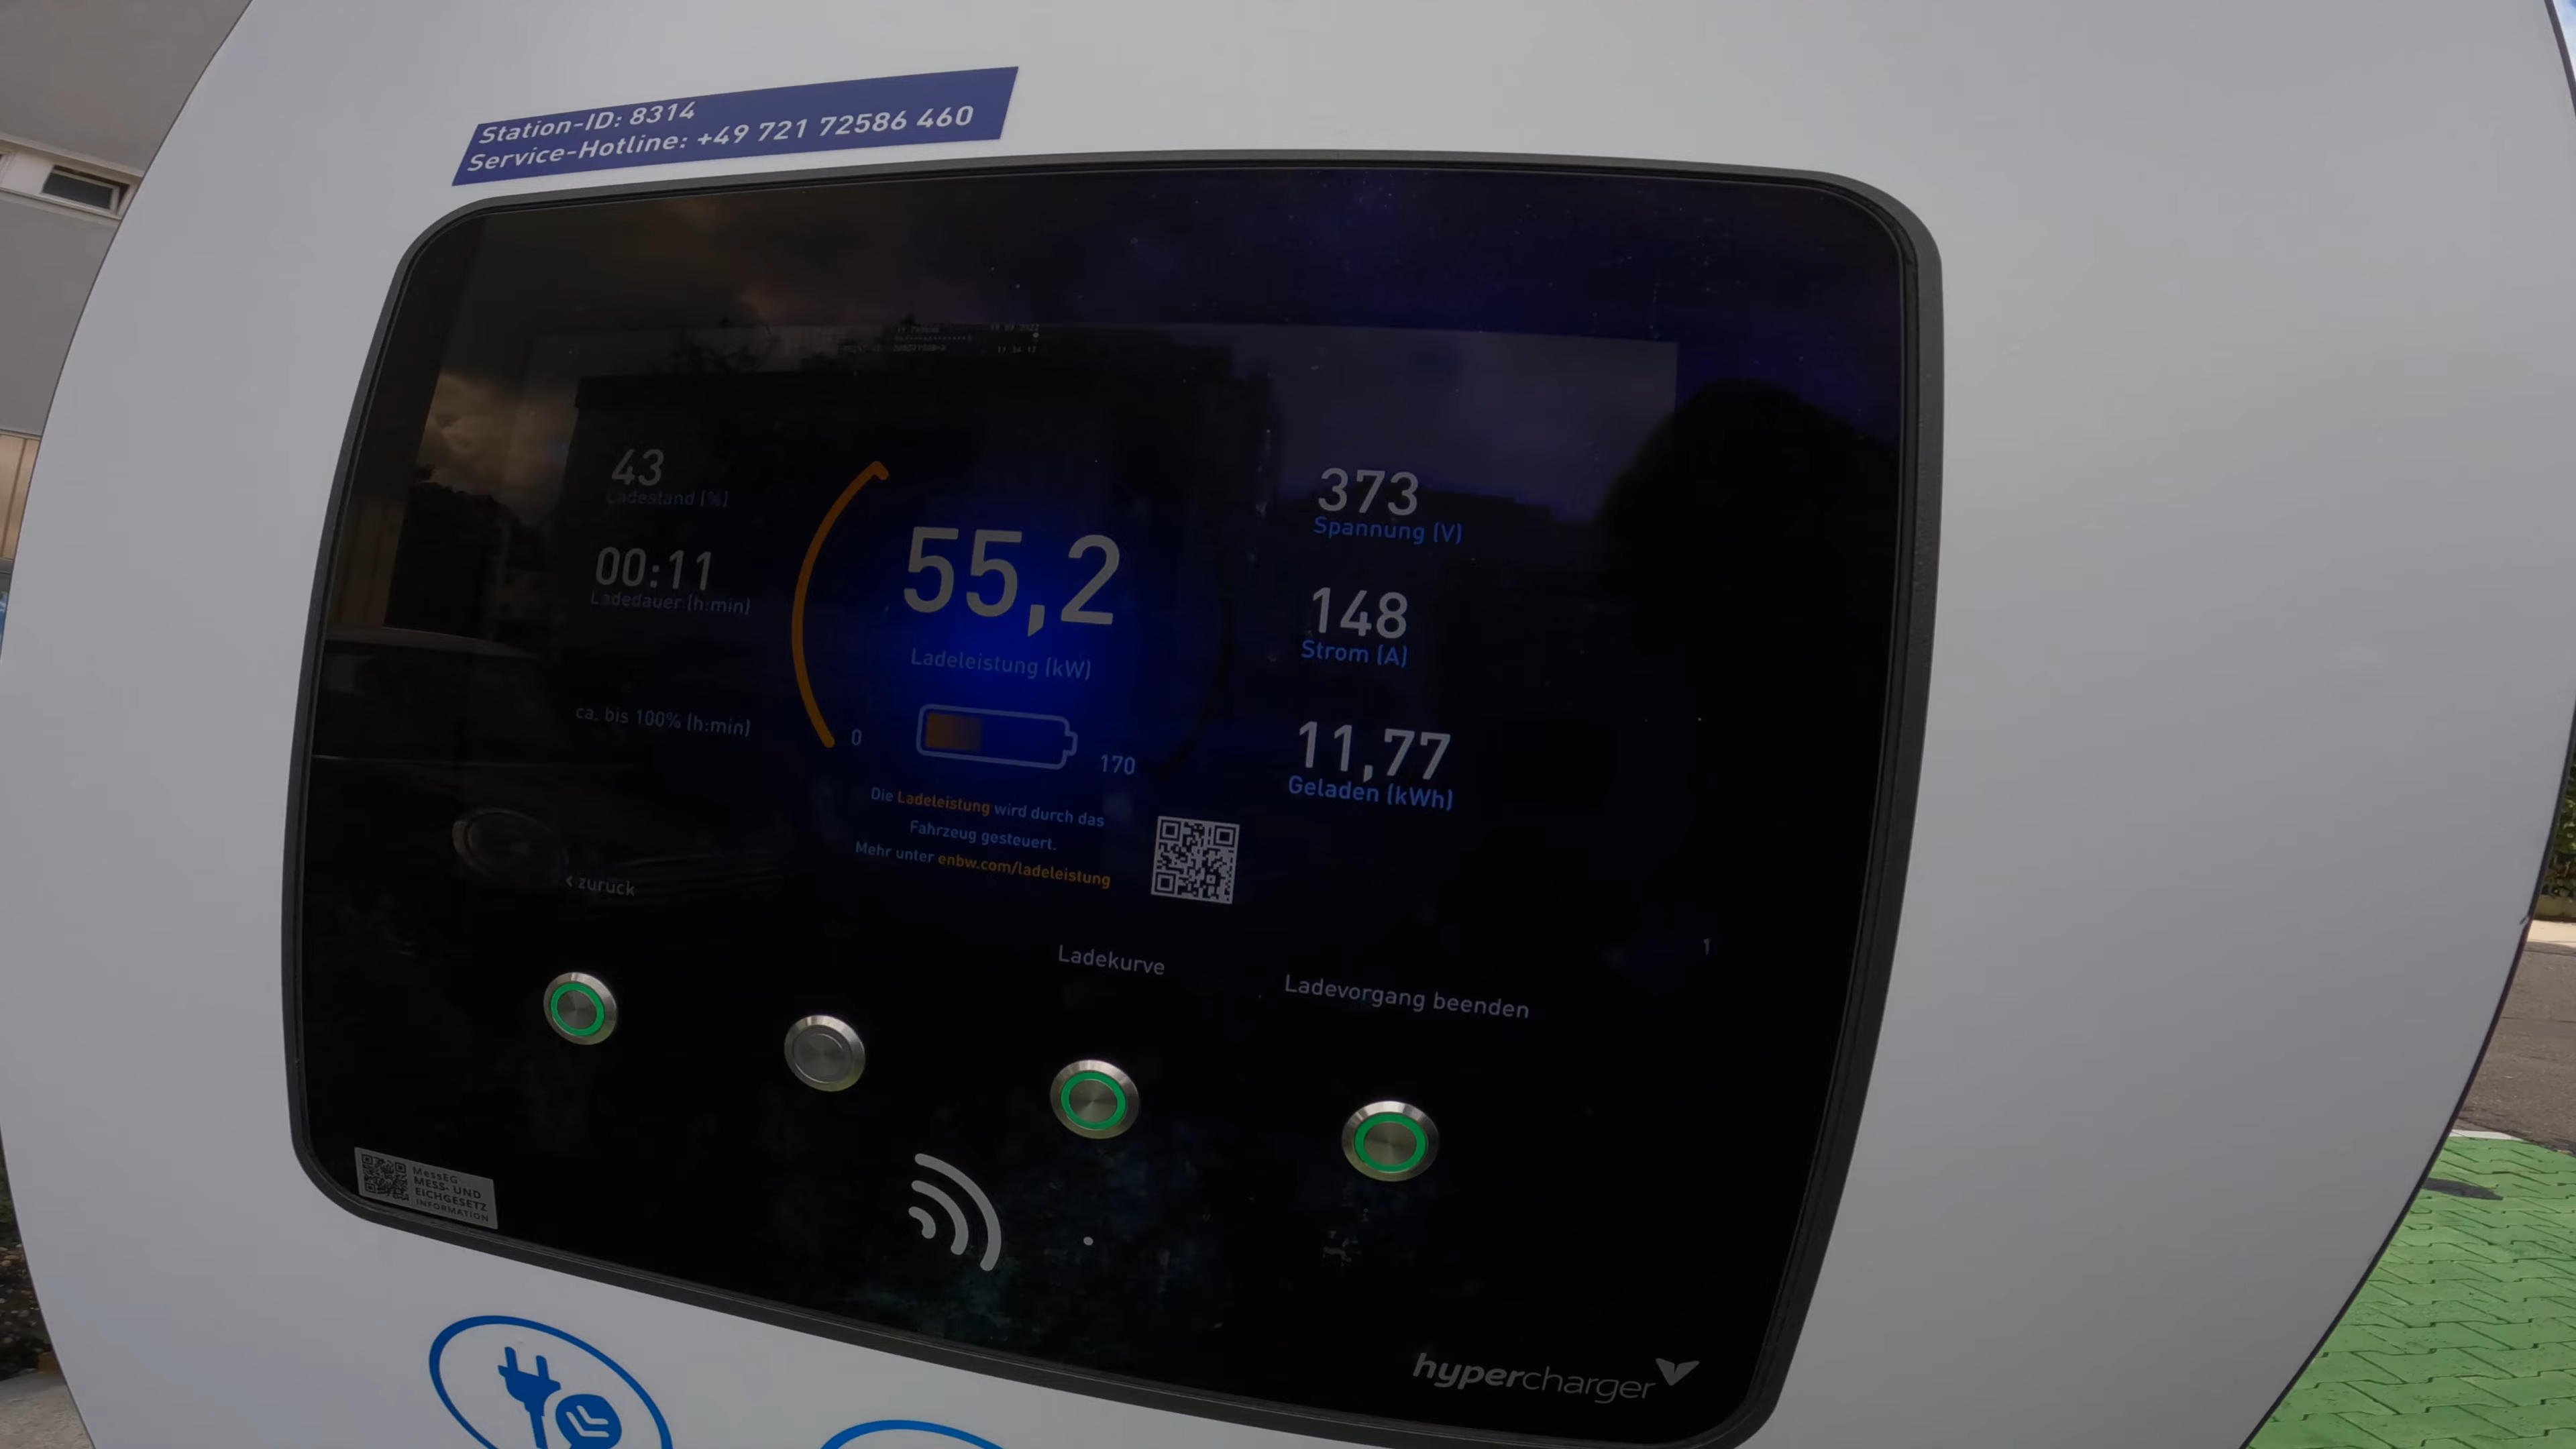 Station-ID: 8314
Service-Hotline: +49 721 72586 460
43
Ladestand (%)
00:11
Ladedauer (h:min)
ca. bis 100% (h:min)
55,2
Ladeleistung (kW)
0
170
Die Ladeleistung wird durch das
Fahrzeug gesteuert.
Mehr unter enbw.com/ladeleistung
373
Spannung (V)
148
Strom (A)
11,77
Geladen (kWh)
< zurück
Ladekurve
Ladevorgang beenden
1
MessEG
MESS- UND
EICHGESETZ
INFORMATION
hypercharger